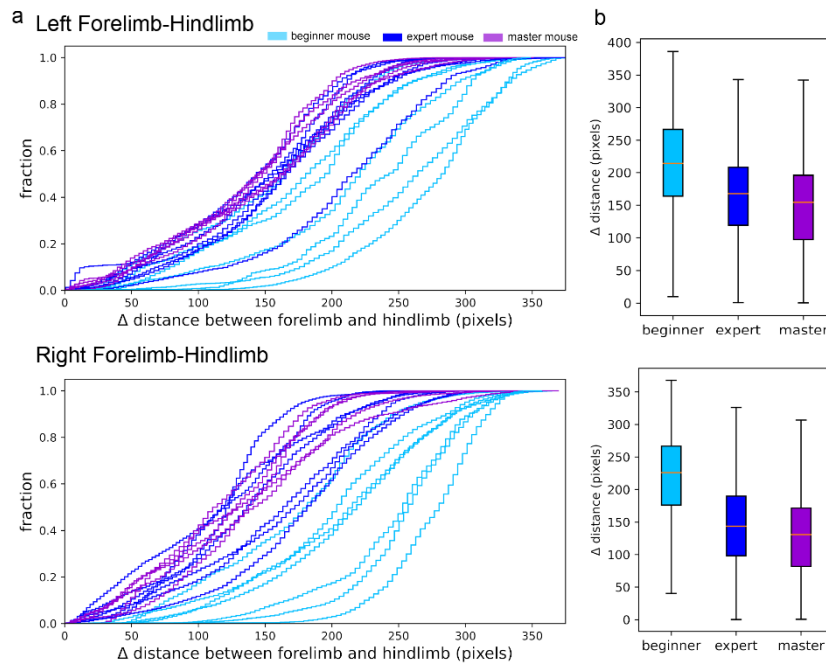 a
Left Forelimb-Hindlimb
beginner mouse expert mouse master mouse
fraction
1.0
0.8
0.6
0.4
0.2
0.0
0 50 100 150 200 250 300 350
Δ distance between forelimb and hindlimb (pixels)
b
Δ distance (pixels)
400
350
300
250
200
150
100
50
0
beginner expert master
Right Forelimb-Hindlimb
fraction
1.0
0.8
0.6
0.4
0.2
0.0
0 50 100 150 200 250 300 350
Δ distance between forelimb and hindlimb (pixels)
Δ distance (pixels)
350
300
250
200
150
100
50
0
beginner expert master